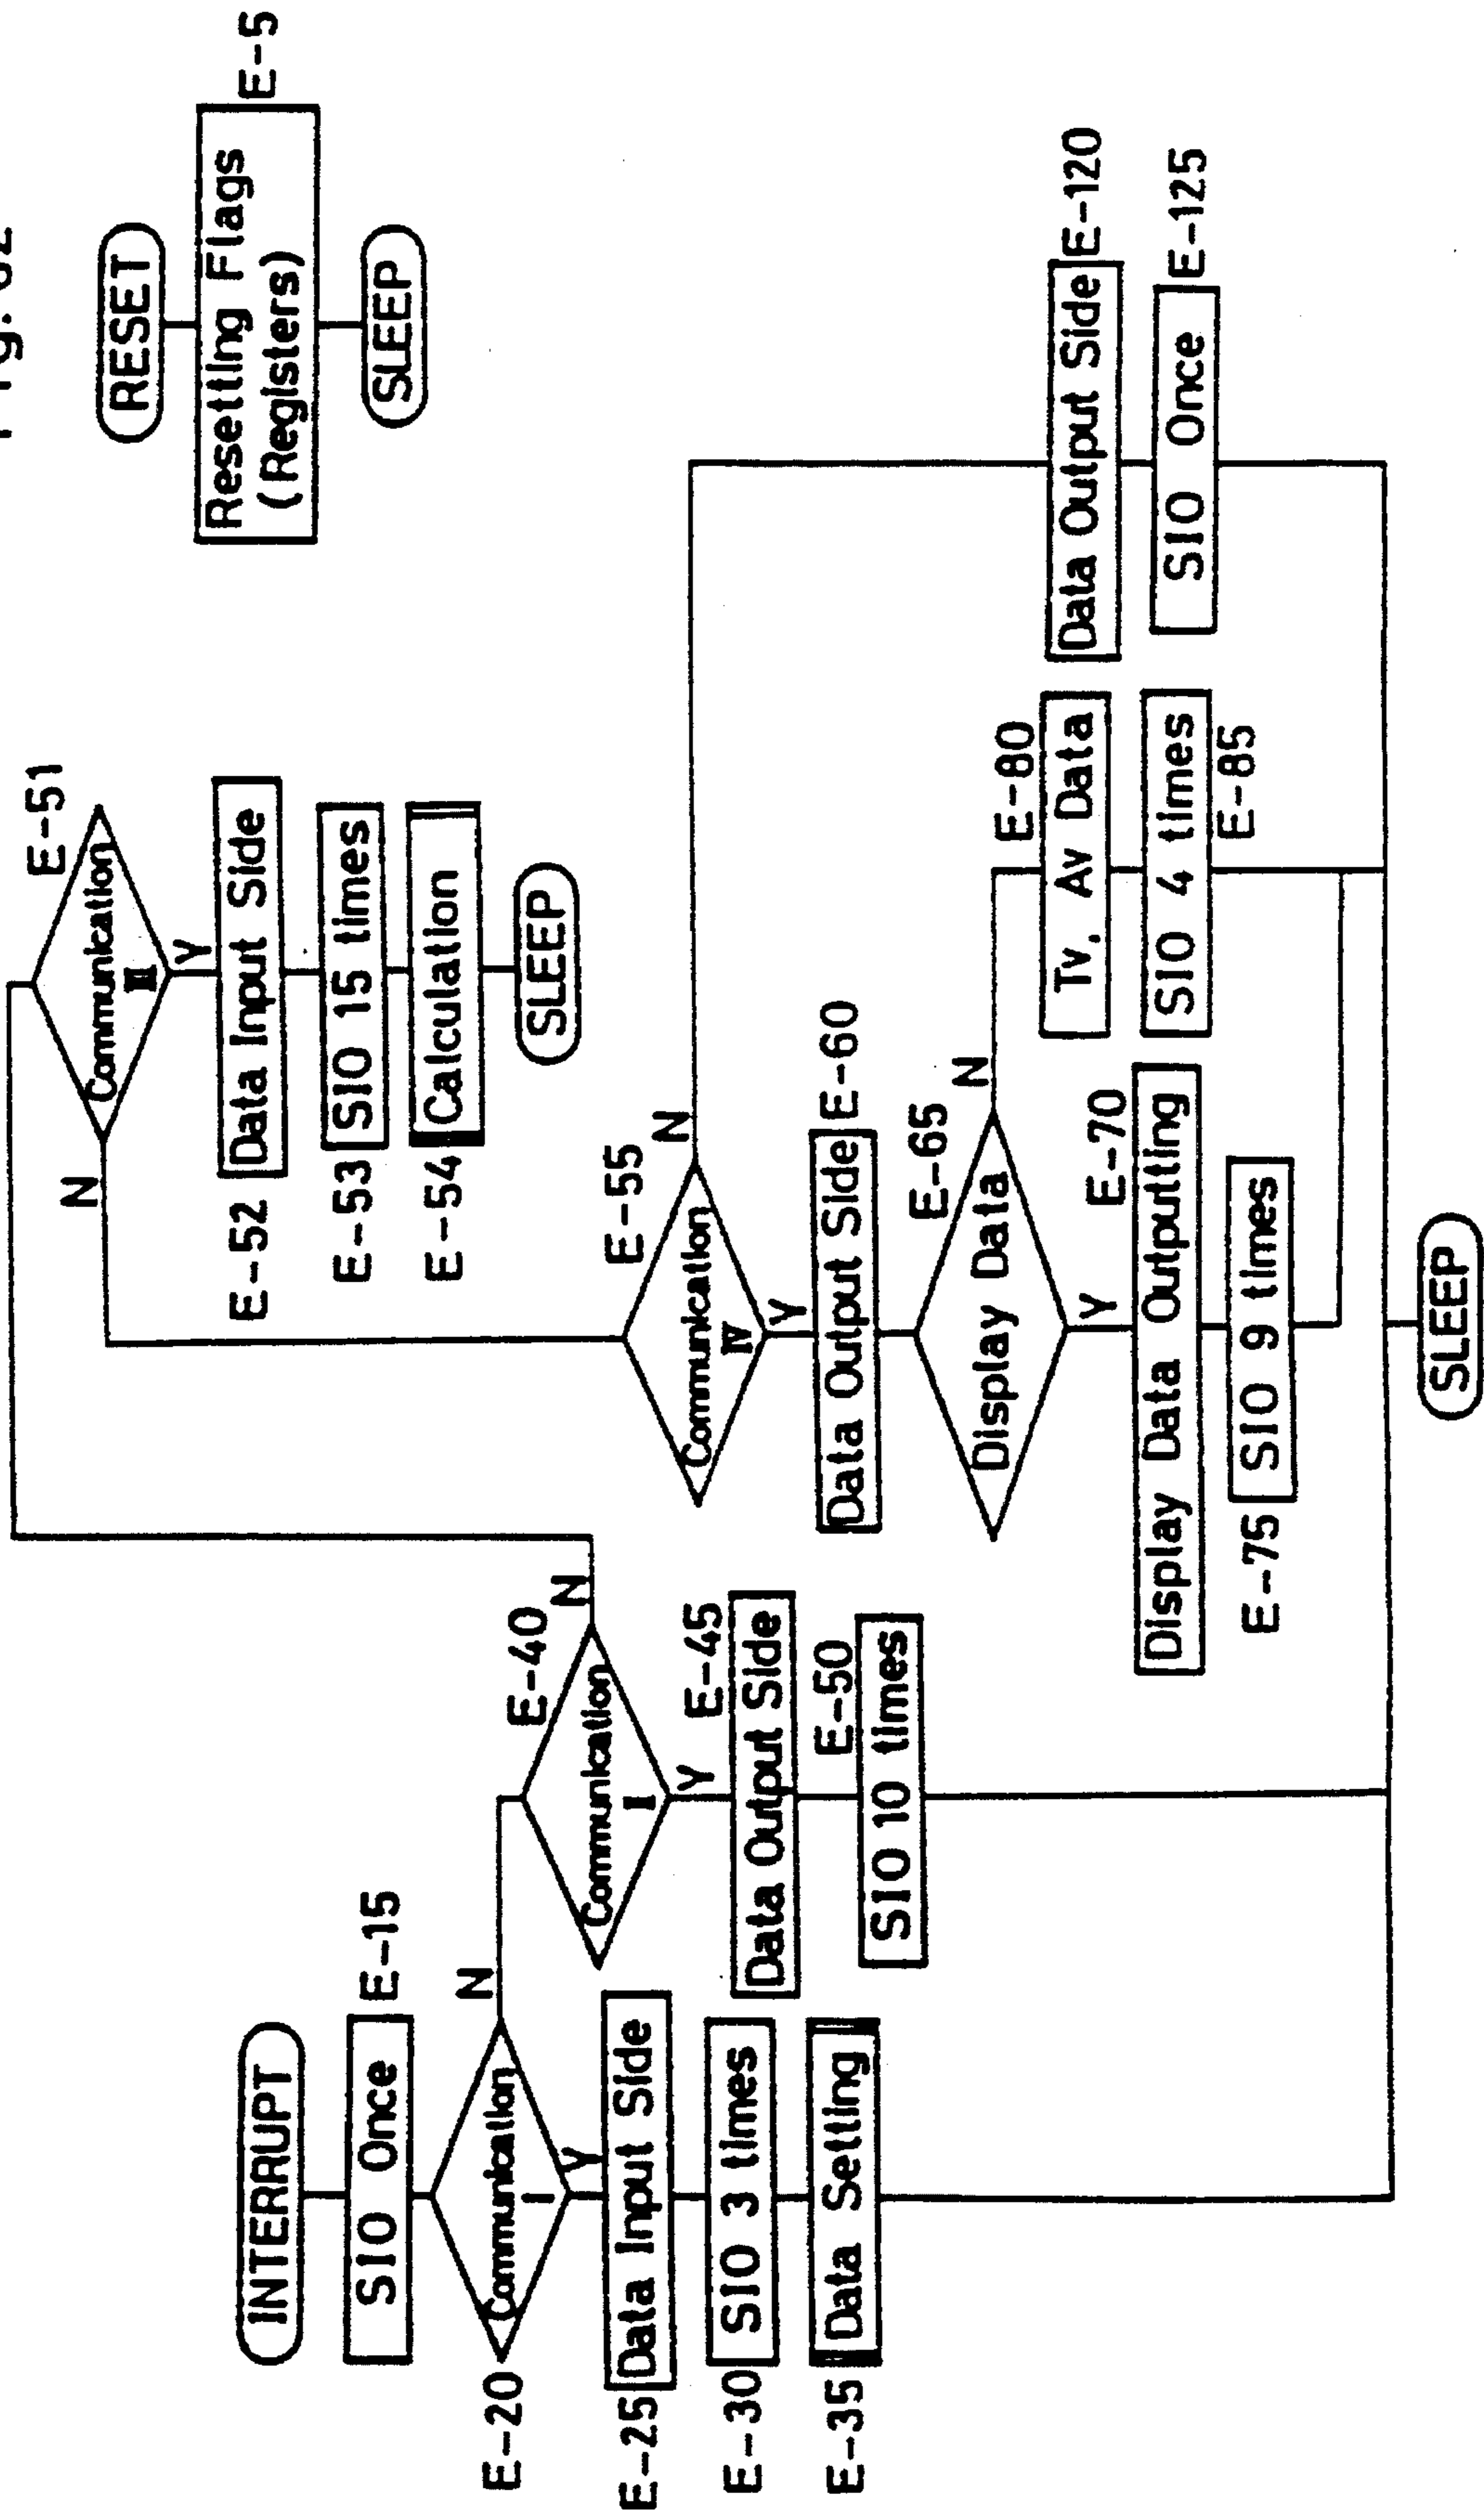 Fig.
RESET
Resetting Flags
(Registers)
E-5
SLEEP
INTERRUPT
SIO Once
E-15
E-20
Communication
I
N
Y
E-25
Data Input Side
E-30
SIO 3 times
E-35
Data Setting
E-40
Communication
N
Y
E-45
Data Output Side
E-50
SIO 10 times
E-51
Communication
III
N
Y
E-52
Data Input Side
E-53
SIO 15 times
E-54
Calculation
SLEEP
E-55
Communication
IV
N
Y
Data Output Side
E-60
E-65
Display Data
N
Y
E-70
Display Data Outputting
E-75
SIO 9 times
E-80
Tv, Av Data
SIO 4 times
E-85
Data Output Side
E-120
SIO Once
E-125
SLEEP